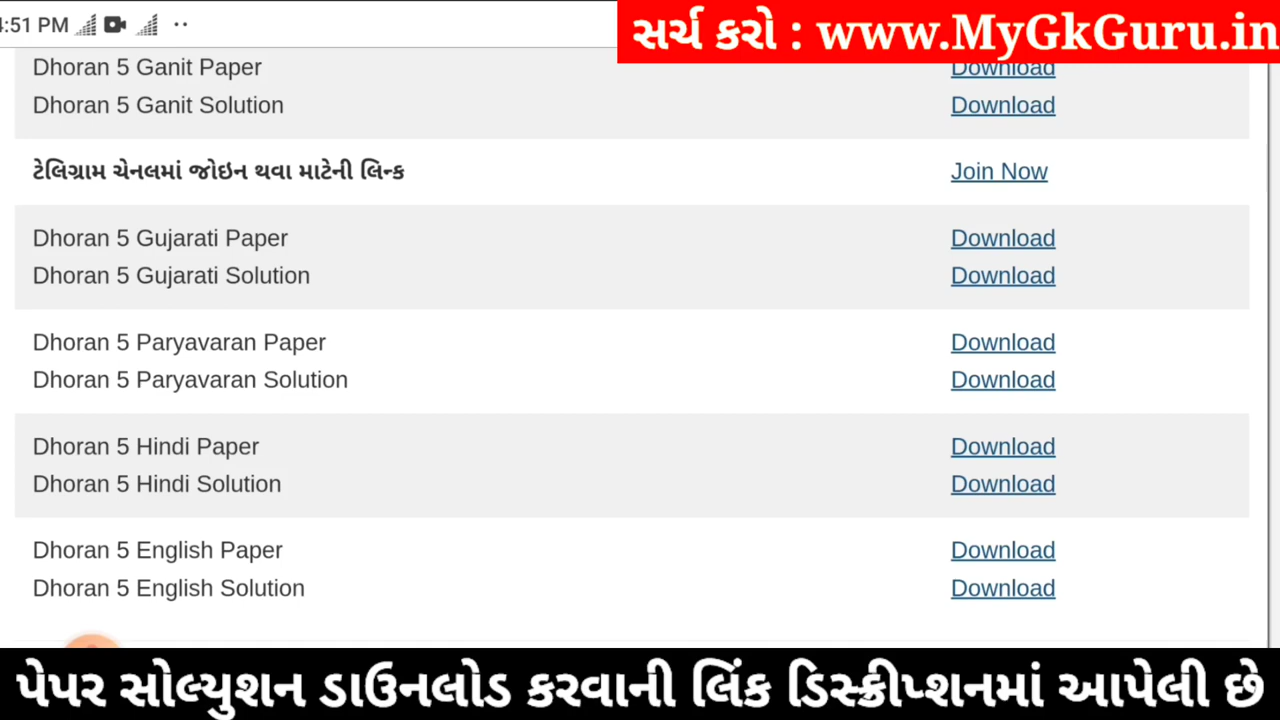 4:51 PM
સર્ચ કરો : www.MyGkGuru.in
Dhoran 5 Ganit Paper Download
Dhoran 5 Ganit Solution Download
ટેલિગ્રામ ચેનલમાં જોઇન થવા માટેની લિન્ક Join Now
Dhoran 5 Gujarati Paper Download
Dhoran 5 Gujarati Solution Download
Dhoran 5 Paryavaran Paper Download
Dhoran 5 Paryavaran Solution Download
Dhoran 5 Hindi Paper Download
Dhoran 5 Hindi Solution Download
Dhoran 5 English Paper Download
Dhoran 5 English Solution Download
પેપર સોલ્યુશન ડાઉનલોડ કરવાની લિંક ડિસ્ક્રીપ્શનમાં આપેલી છે